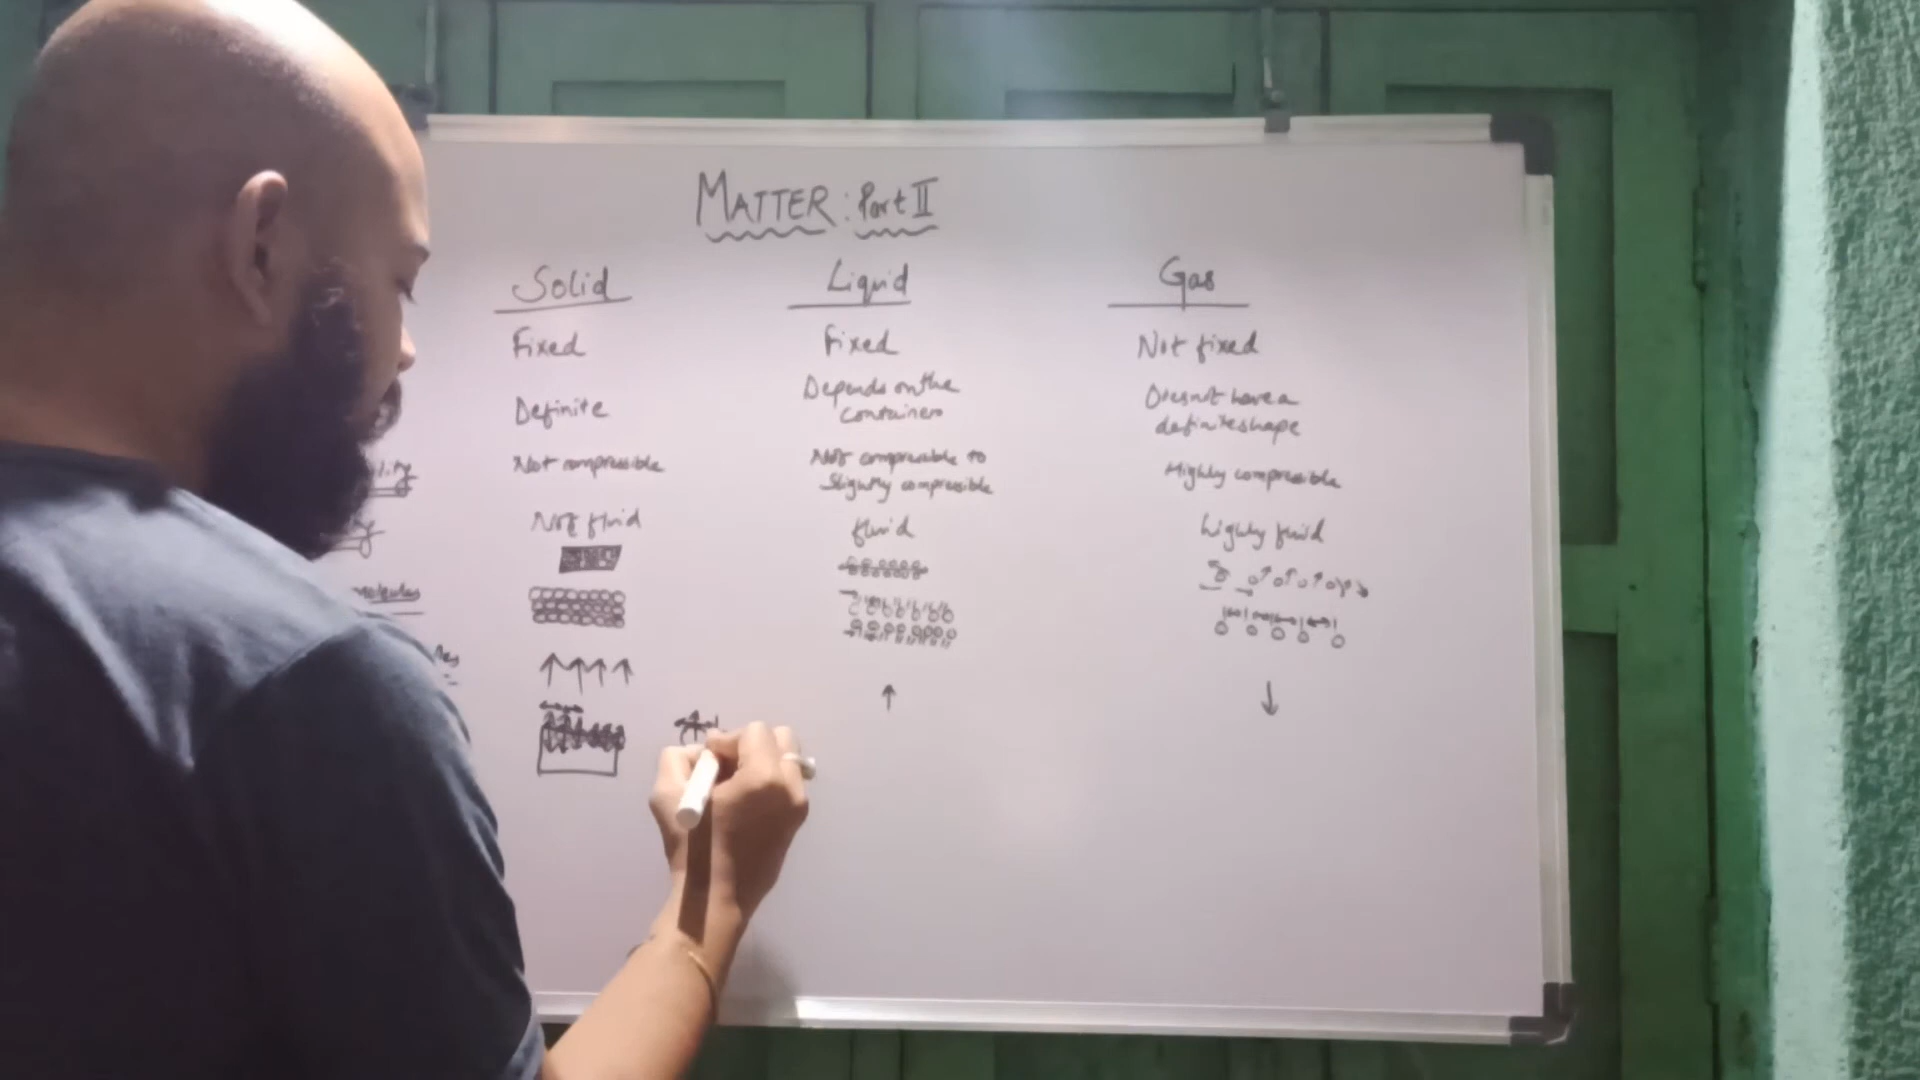 MATTER: Part II
Solid Liquid Gas
Fixed Fixed Not fixed
Definite Depends on the container Doesn't have a definite shape
Not compressible Not compressible to Slightly compressible Highly compressible
Not fluid fluid highly fluid
molecules